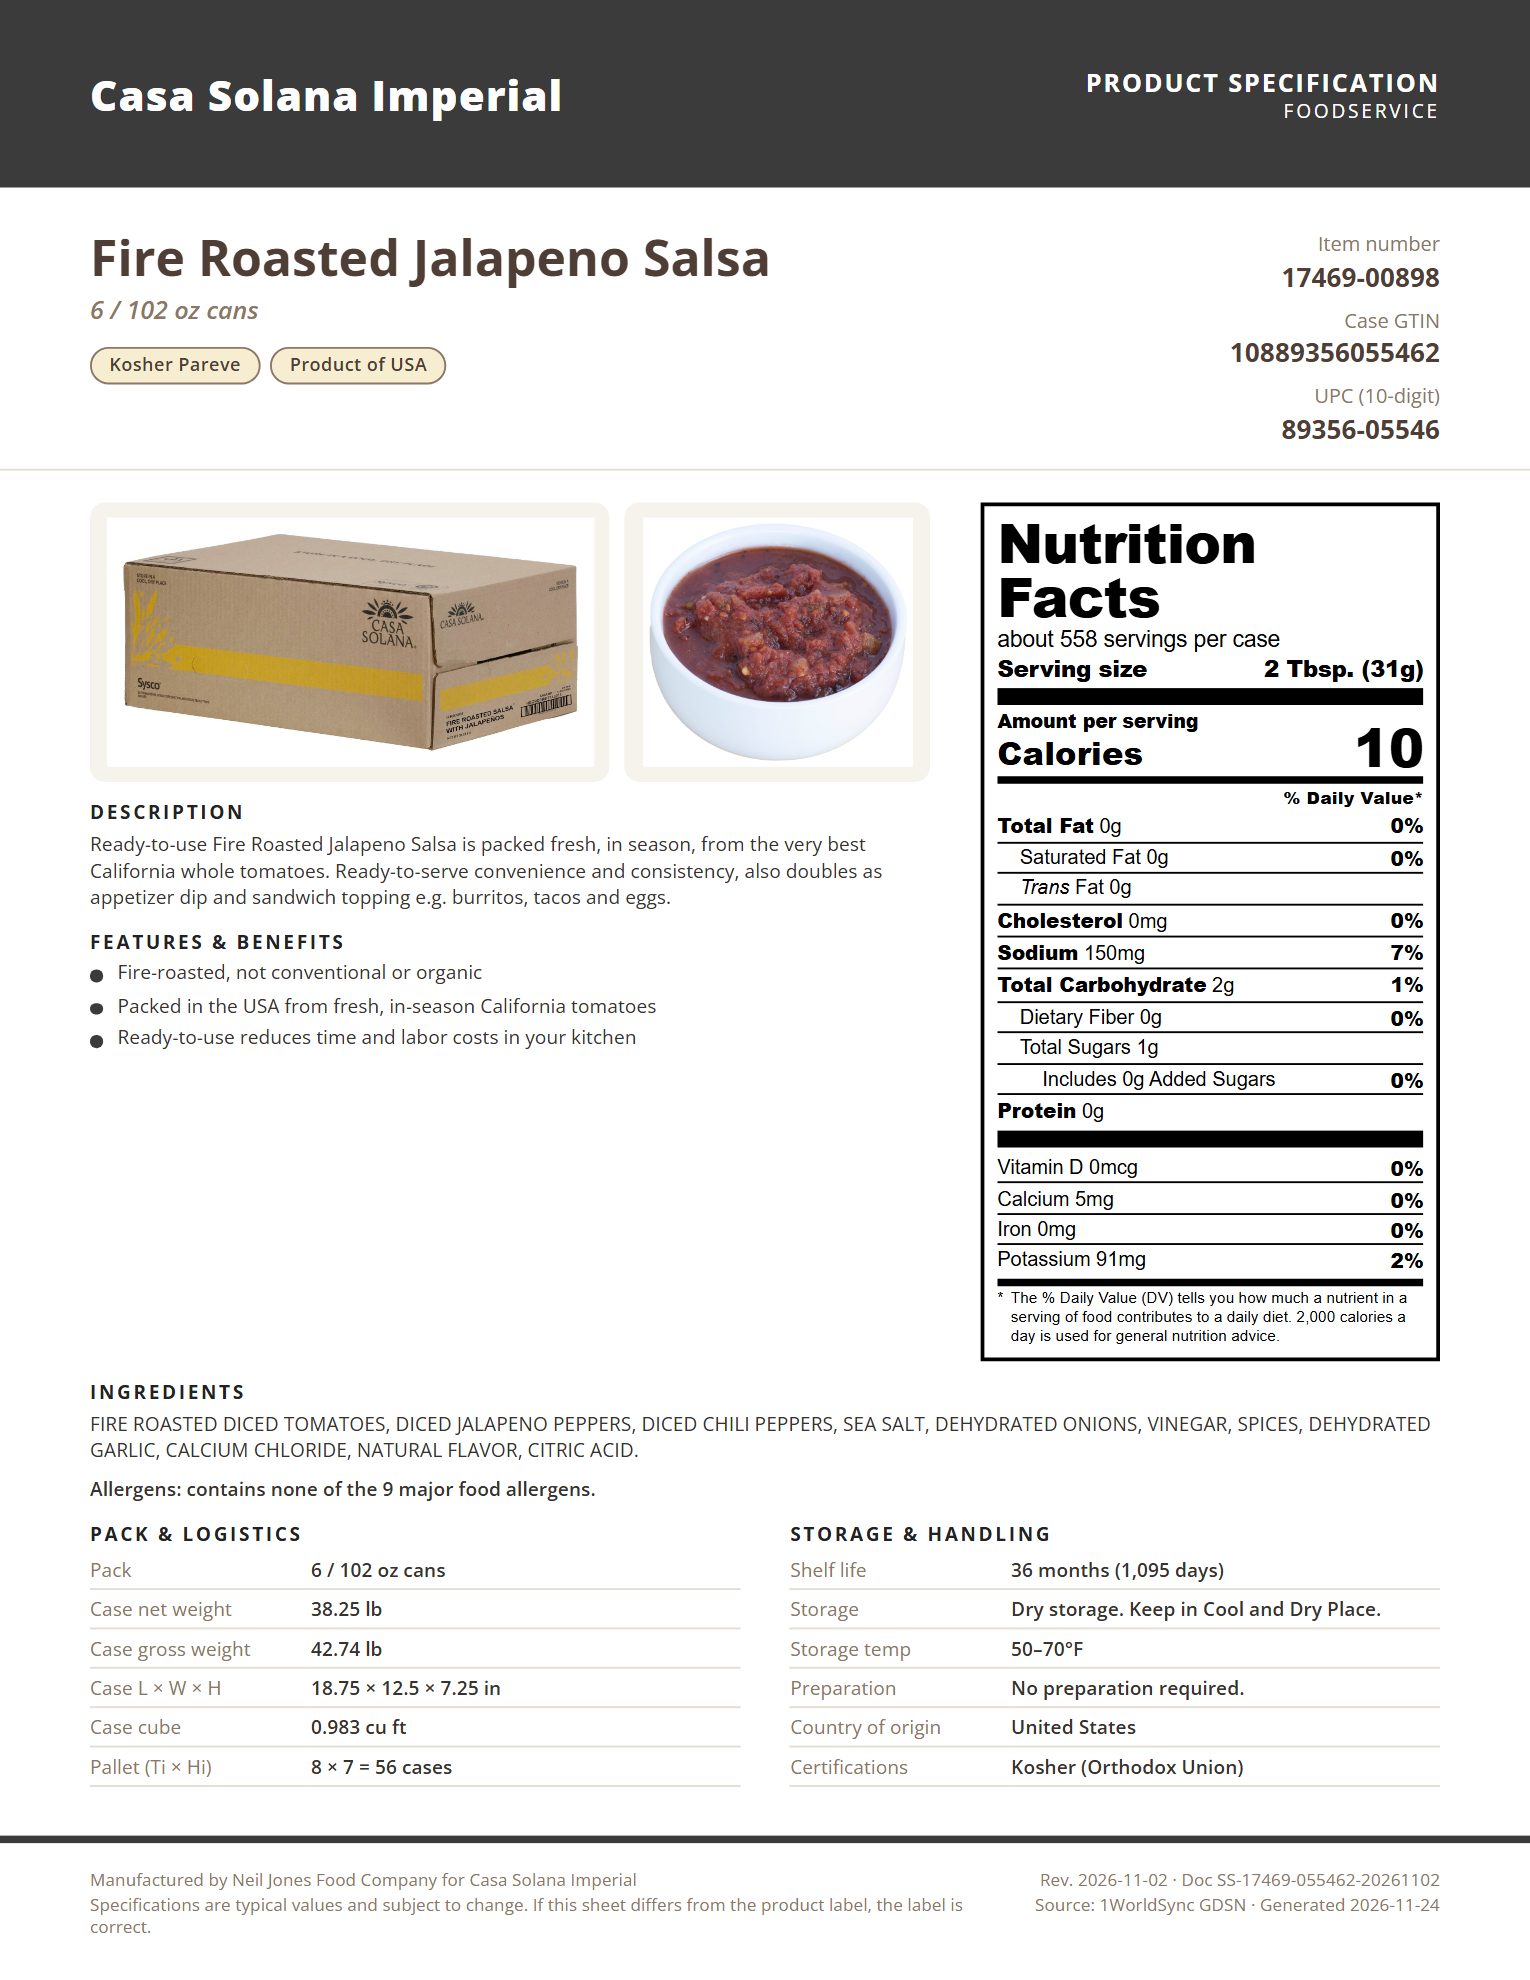 Casa Solana Imperial
PRODUCT SPECIFICATION
FOODSERVICE
Fire Roasted Jalapeno Salsa
6 / 102 oz cans
Kosher Pareve
Product of USA
Item number
17469-00898
Case GTIN
10889356055462
UPC (10-digit)
89356-05546
CASA
SOLANA
CASA SOLANA
Sysco
FIRE ROASTED SALSA
WITH JALAPEÑOS
DESCRIPTION
Ready-to-use Fire Roasted Jalapeno Salsa is packed fresh, in season, from the very best
California whole tomatoes. Ready-to-serve convenience and consistency, also doubles as
appetizer dip and sandwich topping e.g. burritos, tacos and eggs.
FEATURES & BENEFITS
Fire-roasted, not conventional or organic
Packed in the USA from fresh, in-season California tomatoes
Ready-to-use reduces time and labor costs in your kitchen
Nutrition
Facts
about 558 servings per case
Serving size 2 Tbsp. (31g)
Amount per serving
Calories 10
% Daily Value*
Total Fat 0g 0%
Saturated Fat 0g 0%
Trans Fat 0g
Cholesterol 0mg 0%
Sodium 150mg 7%
Total Carbohydrate 2g 1%
Dietary Fiber 0g 0%
Total Sugars 1g
Includes 0g Added Sugars 0%
Protein 0g
Vitamin D 0mcg 0%
Calcium 5mg 0%
Iron 0mg 0%
Potassium 91mg 2%
* The % Daily Value (DV) tells you how much a nutrient in a
serving of food contributes to a daily diet. 2,000 calories a
day is used for general nutrition advice.
INGREDIENTS
FIRE ROASTED DICED TOMATOES, DICED JALAPENO PEPPERS, DICED CHILI PEPPERS, SEA SALT, DEHYDRATED ONIONS, VINEGAR, SPICES, DEHYDRATED
GARLIC, CALCIUM CHLORIDE, NATURAL FLAVOR, CITRIC ACID.
Allergens: contains none of the 9 major food allergens.
PACK & LOGISTICS
Pack 6 / 102 oz cans
Case net weight 38.25 lb
Case gross weight 42.74 lb
Case L × W × H 18.75 × 12.5 × 7.25 in
Case cube 0.983 cu ft
Pallet (Ti × Hi) 8 × 7 = 56 cases
STORAGE & HANDLING
Shelf life 36 months (1,095 days)
Storage Dry storage. Keep in Cool and Dry Place.
Storage temp 50–70°F
Preparation No preparation required.
Country of origin United States
Certifications Kosher (Orthodox Union)
Manufactured by Neil Jones Food Company for Casa Solana Imperial
Specifications are typical values and subject to change. If this sheet differs from the product label, the label is
correct.
Rev. 2026-11-02 · Doc SS-17469-055462-20261102
Source: 1WorldSync GDSN · Generated 2026-11-24